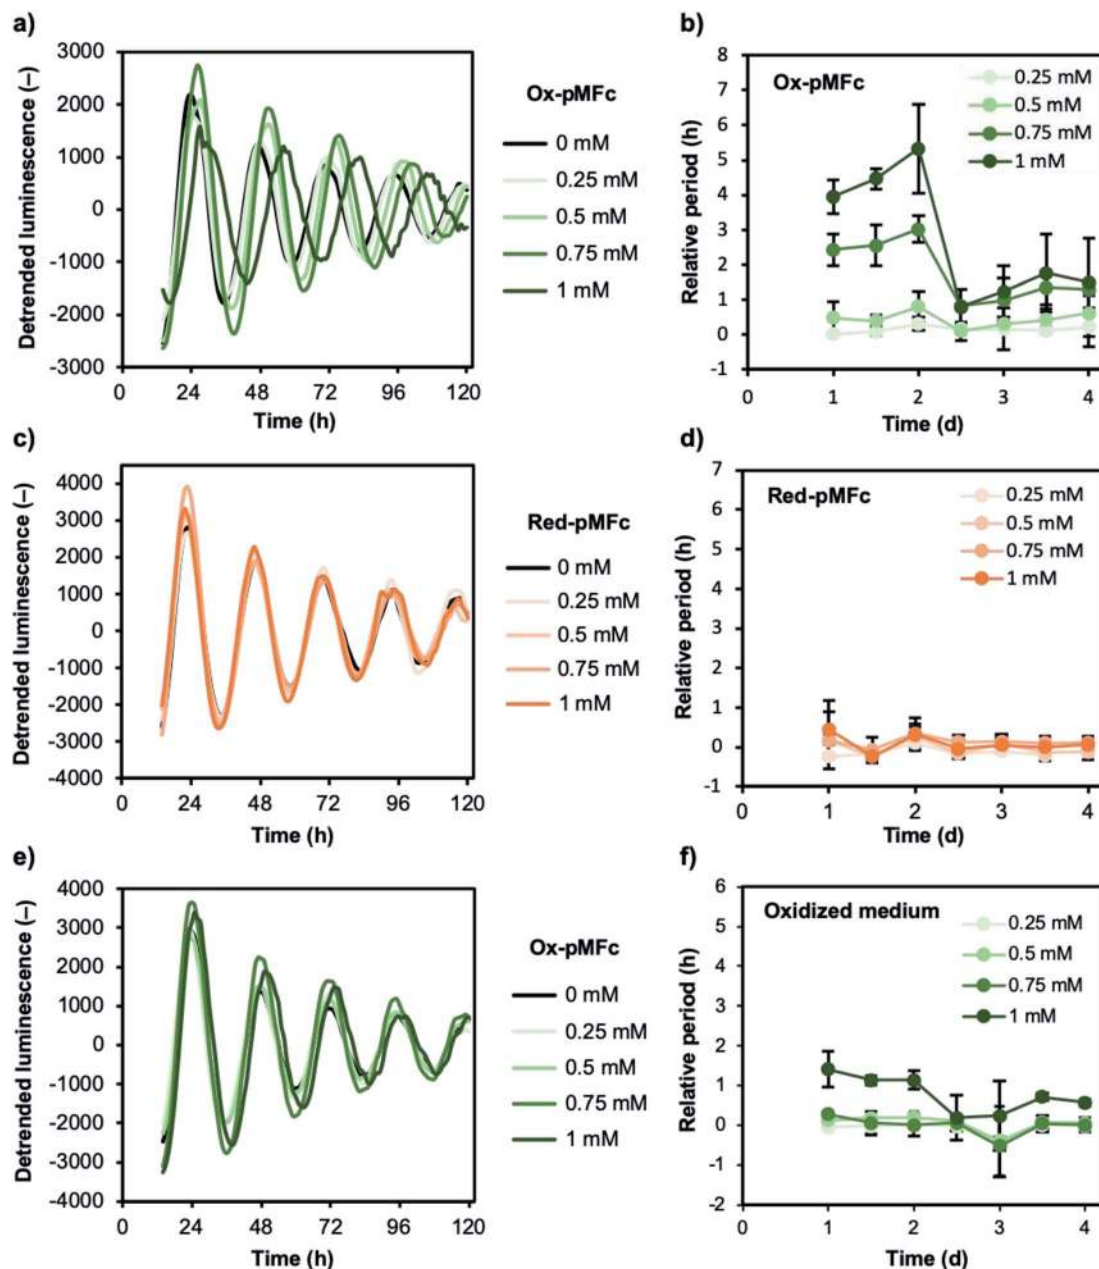 a)
Detrended luminescence (–)
3000
2000
1000
0
-1000
-2000
-3000
0 24 48 72 96 120
Time (h)
Ox-pMFc
0 mM
0.25 mM
0.5 mM
0.75 mM
1 mM
b)
Relative period (h)
8
7
6
5
4
3
2
1
0
-1
0 1 2 3 4
Time (d)
Ox-pMFc
0.25 mM
0.5 mM
0.75 mM
1 mM
c)
Detrended luminescence (–)
4000
3000
2000
1000
0
-1000
-2000
-3000
-4000
0 24 48 72 96 120
Time (h)
Red-pMFc
0 mM
0.25 mM
0.5 mM
0.75 mM
1 mM
d)
Relative period (h)
7
6
5
4
3
2
1
0
-1
0 1 2 3 4
Time (d)
Red-pMFc
0.25 mM
0.5 mM
0.75 mM
1 mM
e)
Detrended luminescence (–)
4000
3000
2000
1000
0
-1000
-2000
-3000
-4000
0 24 48 72 96 120
Time (h)
Ox-pMFc
0 mM
0.25 mM
0.5 mM
0.75 mM
1 mM
f)
Relative period (h)
6
5
4
3
2
1
0
-1
-2
0 1 2 3 4
Time (d)
Oxidized medium
0.25 mM
0.5 mM
0.75 mM
1 mM